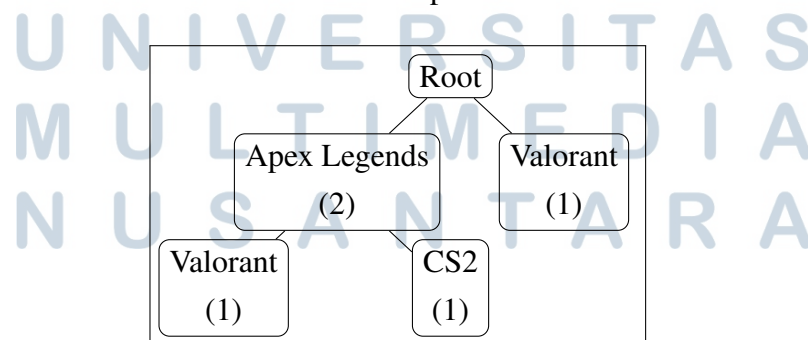 UNIVERSITAS
MULTIMEDIA
NUSANTARA
Root
Apex Legends
(2)
Valorant
(1)
Valorant
(1)
CS2
(1)